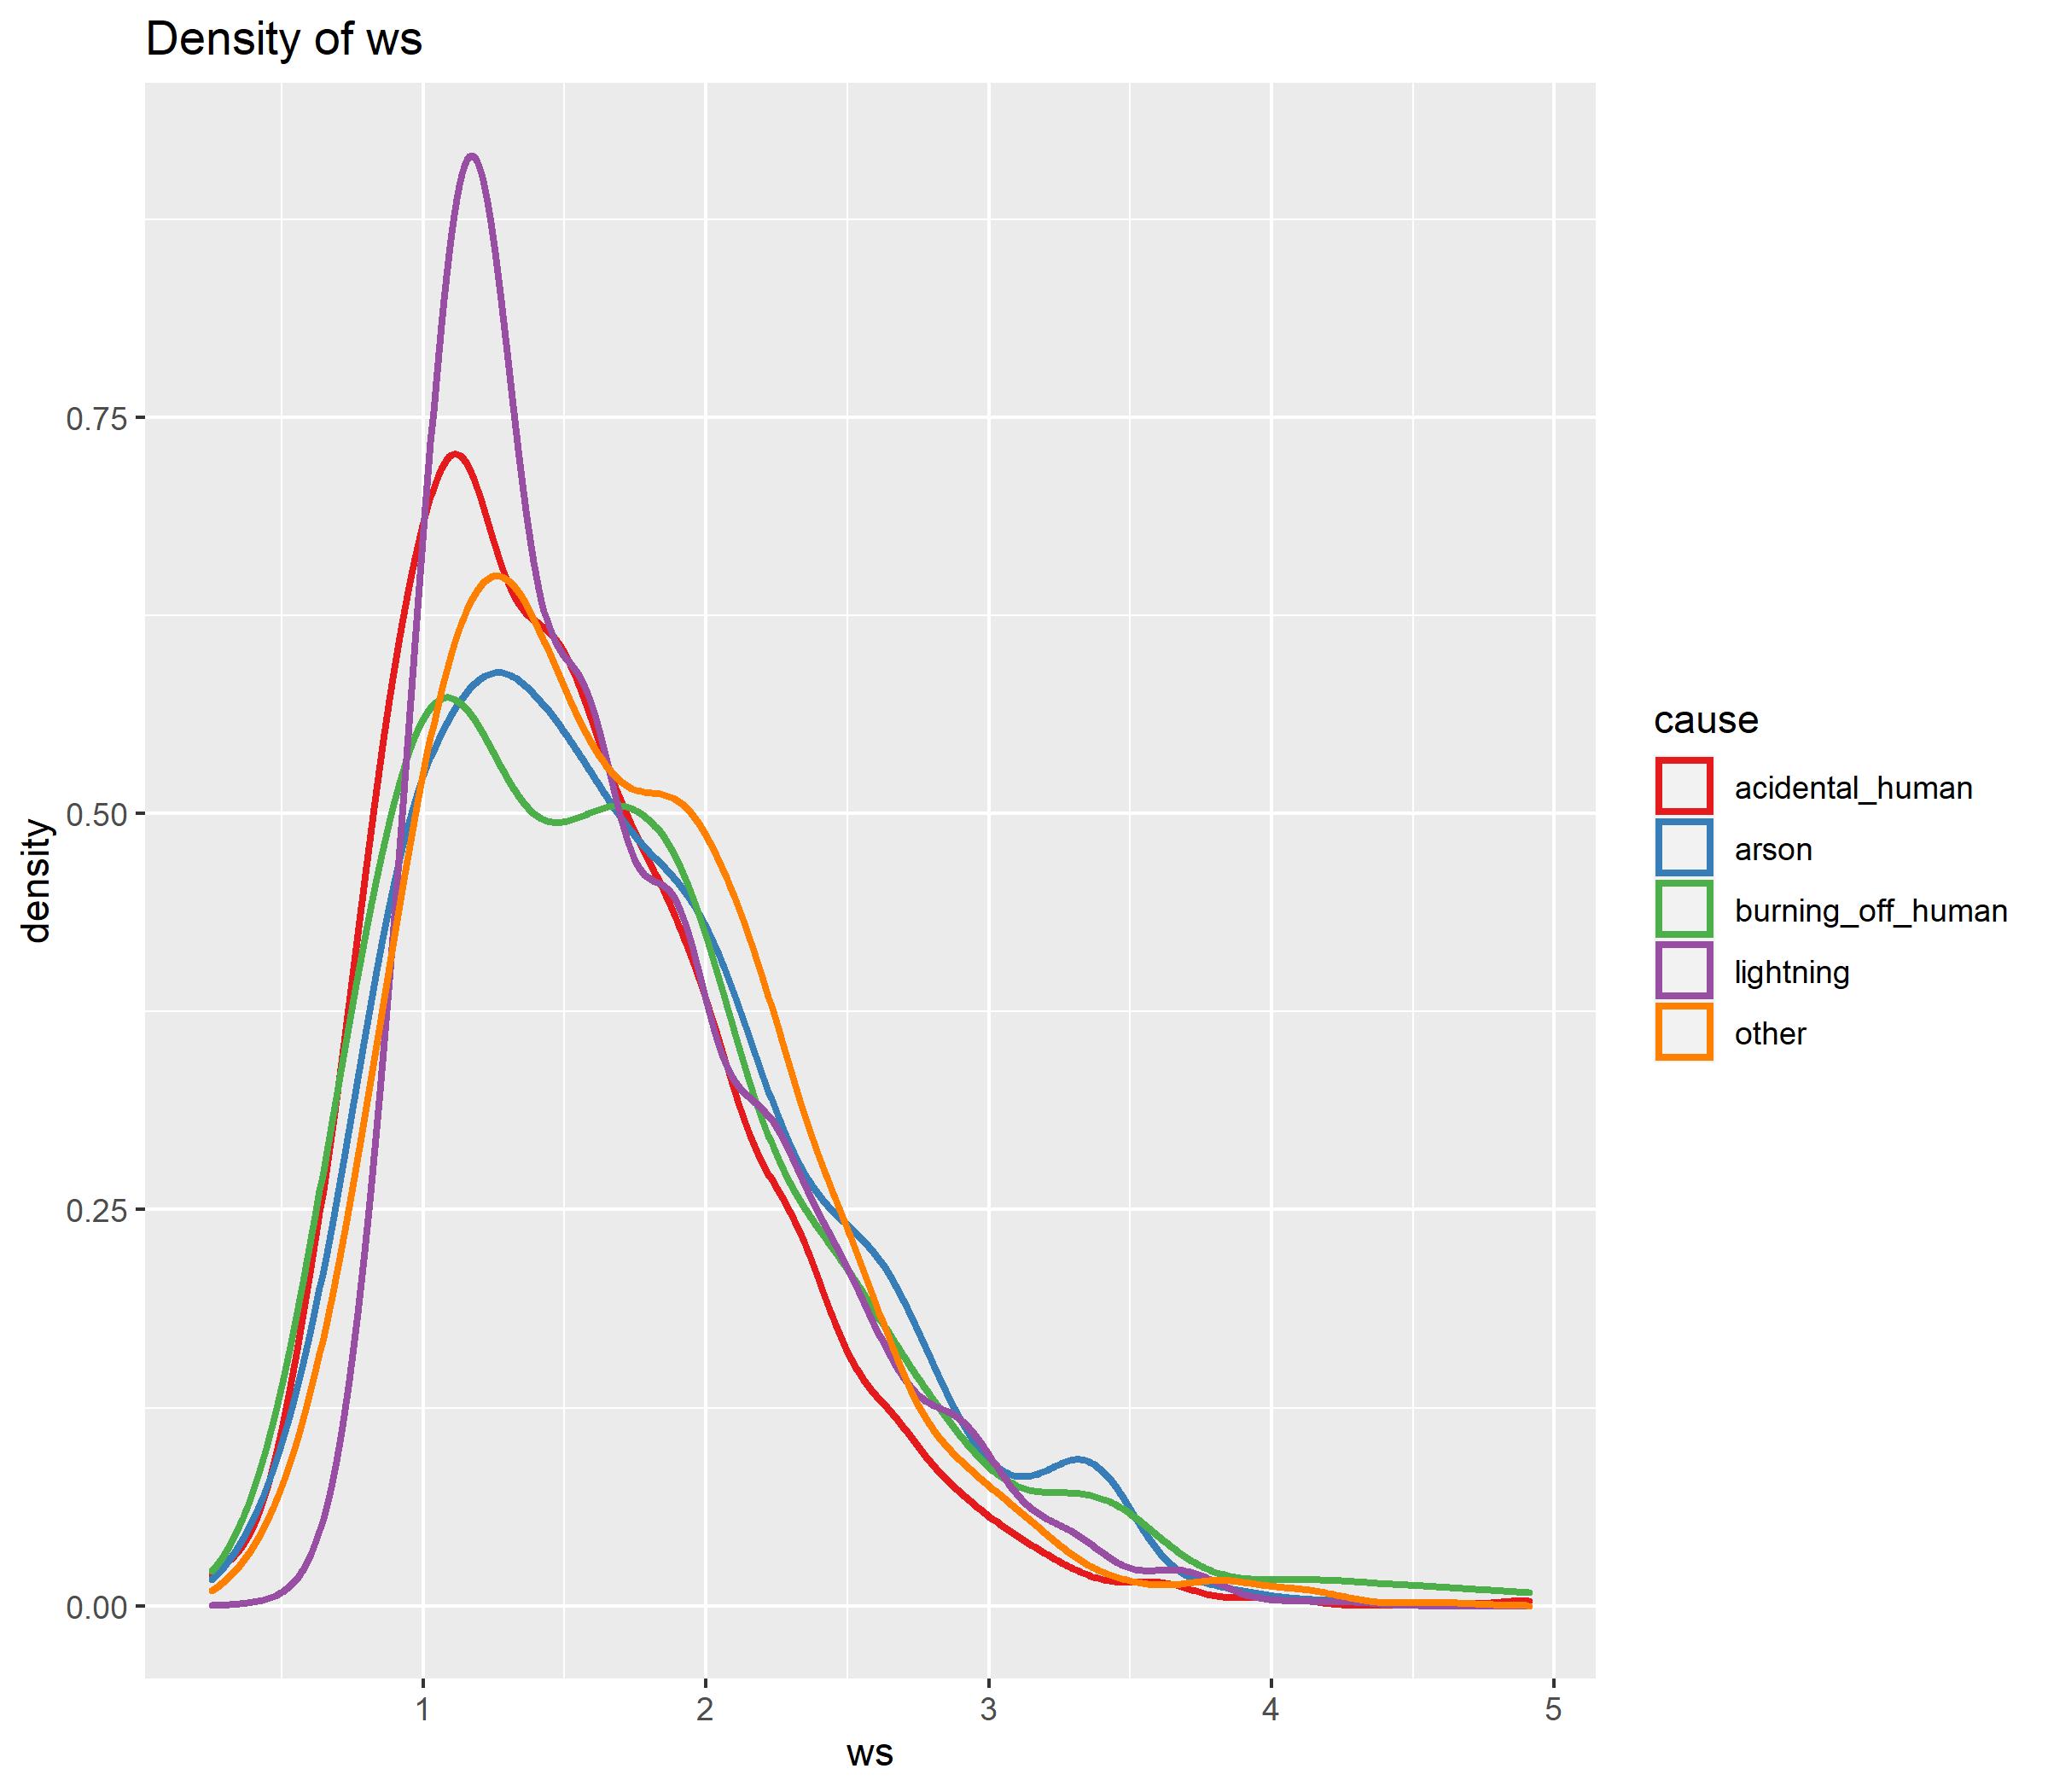 Density of ws
density
0.75
0.50
0.25
0.00
1 2 3 4 5
ws
cause
acidental_human
arson
burning_off_human
lightning
other